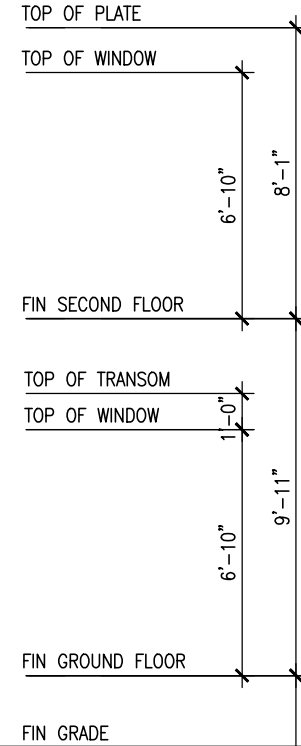 TOP OF PLATE
TOP OF WINDOW
6'-10"
8'-1"
FIN SECOND FLOOR
TOP OF TRANSOM
1'-0"
TOP OF WINDOW
9'-11"
6'-10"
FIN GROUND FLOOR
FIN GRADE